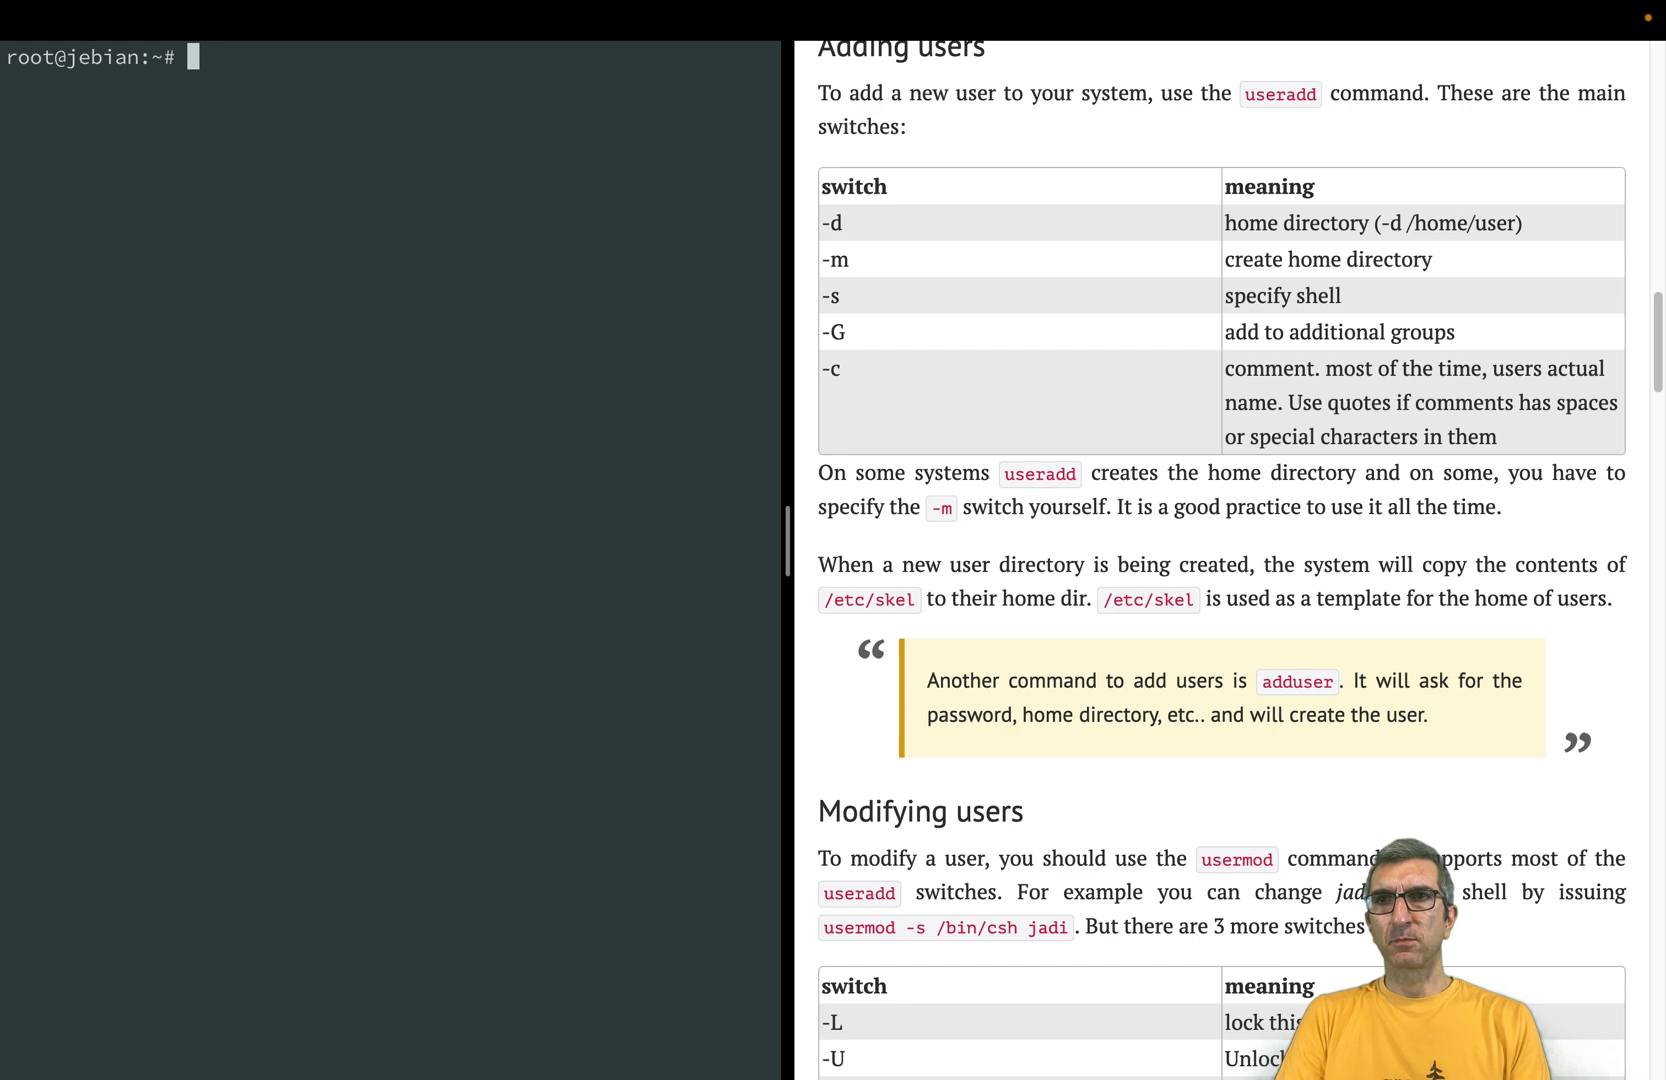 root@jebian:~#
Adding users
To add a new user to your system, use the useradd command. These are the main
switches:
switch meaning
-d home directory (-d /home/user)
-m create home directory
-s specify shell
-G add to additional groups
-c comment. most of the time, users actual
name. Use quotes if comments has spaces
or special characters in them
On some systems useradd creates the home directory and on some, you have to
specify the -m switch yourself. It is a good practice to use it all the time.
When a new user directory is being created, the system will copy the contents of
/etc/skel to their home dir. /etc/skel is used as a template for the home of users.
“
Another command to add users is adduser. It will ask for the
password, home directory, etc.. and will create the user.
”
Modifying users
To modify a user, you should use the usermod command most of the
useradd switches. For example you can change shell by issuing
usermod -s /bin/csh jadi. But there are 3 more switches
switch meaning
-L lock
-U